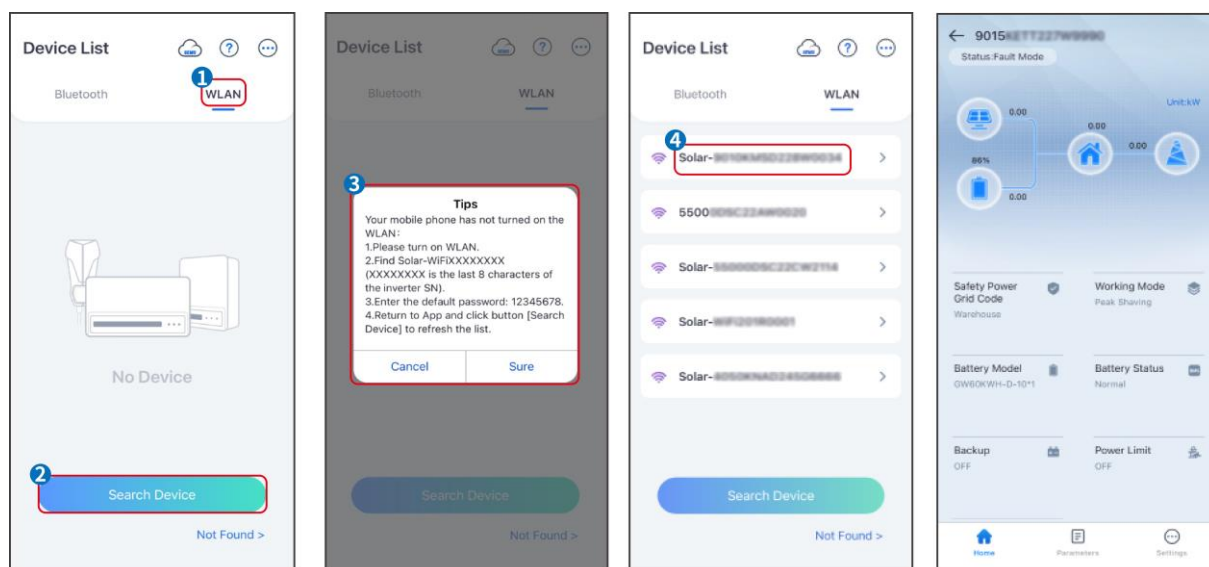 Device List
Bluetooth
1
WLAN
No Device
2
Search Device
Not Found >
Device List
Bluetooth
WLAN
3
Tips
Your mobile phone has not turned on the
WLAN:
1.Please turn on WLAN.
2.Find Solar-WiFiXXXXXXXX
(XXXXXXXX is the last 8 characters of
the inverter SN).
3.Enter the default password: 12345678.
4.Return to App and click button [Search
Device] to refresh the list.
Cancel
Sure
Search Device
Not Found >
Device List
Bluetooth
WLAN
4
Solar-
5500
Solar-
Solar-
Solar-
Search Device
Not Found >
← 9015
Status:Fault Mode
Unit:kW
0.00
0.00
0.00
86%
0.00
Safety Power
Grid Code
Warehouse
Working Mode
Peak Shaving
Battery Model
GW60KWH-D-10*1
Battery Status
Normal
Backup
OFF
Power Limit
OFF
Home
Parameters
Settings